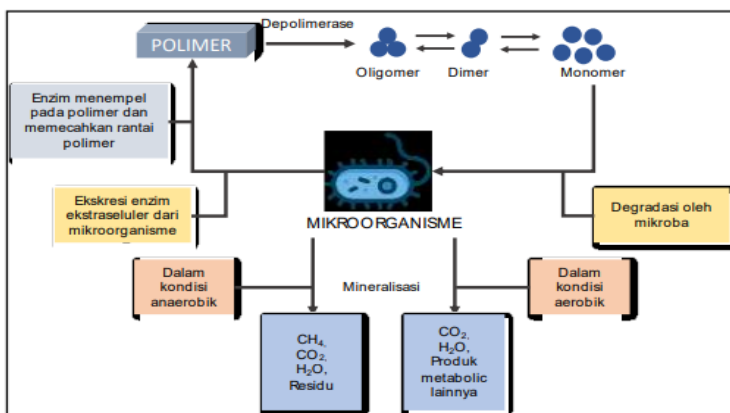 Depolimerase
POLIMER
Oligomer
Dimer
Monomer
Enzim menempel
pada polimer dan
memecahkan rantai
polimer
Ekskresi enzim
ekstraseluler dari
mikroorganisme
MIKROORGANISME
Degradasi oleh
mikroba
Dalam
kondisi
anaerobik
Mineralisasi
Dalam
kondisi
aerobik
CH₄,
CO₂,
H₂O,
Residu
CO₂,
H₂O,
Produk
metabolic
lainnya